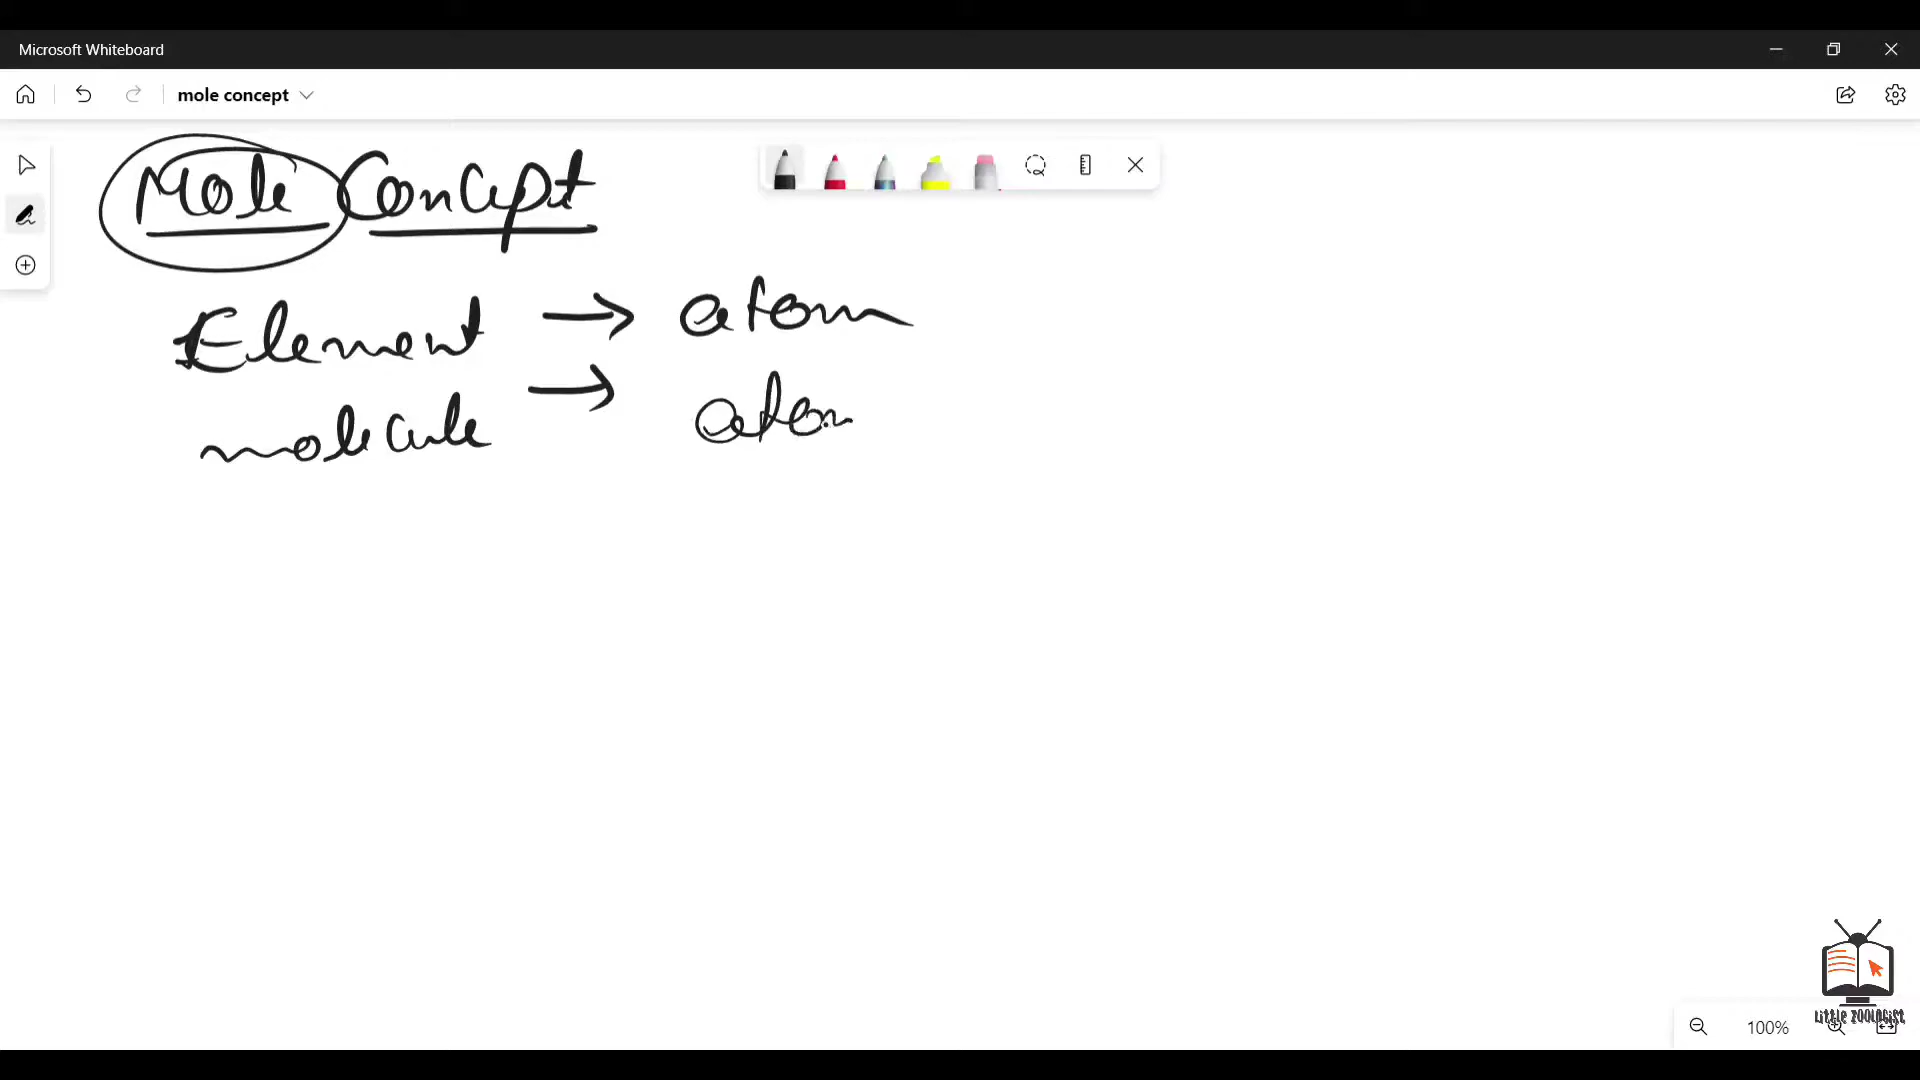 Microsoft Whiteboard
mole concept
Mole Concept
Element → atom
molecule → atom
Little ZOOLOGIST
100%